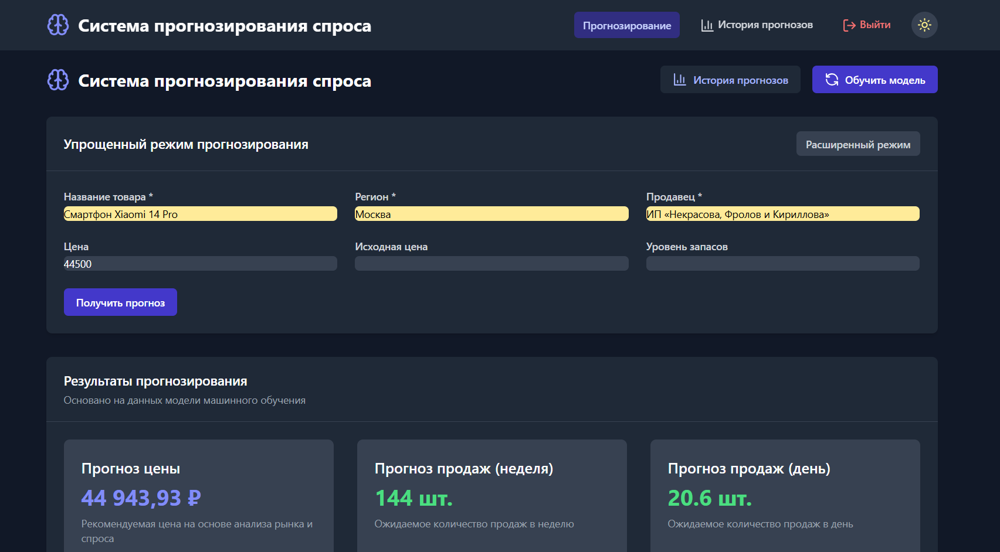 Система прогнозирования спроса
Прогнозирование
История прогнозов
Выйти
Система прогнозирования спроса
История прогнозов
Обучить модель
Упрощенный режим прогнозирования
Расширенный режим
Название товара *
Регион *
Продавец *
Смартфон Xiaomi 14 Pro
Москва
ИП «Некрасова, Фролов и Кириллова»
Цена
Исходная цена
Уровень запасов
44500
Получить прогноз
Результаты прогнозирования
Основано на данных модели машинного обучения
Прогноз цены
44 943,93 ₽
Рекомендуемая цена на основе анализа рынка и
спроса
Прогноз продаж (неделя)
144 шт.
Ожидаемое количество продаж в неделю
Прогноз продаж (день)
20.6 шт.
Ожидаемое количество продаж в день